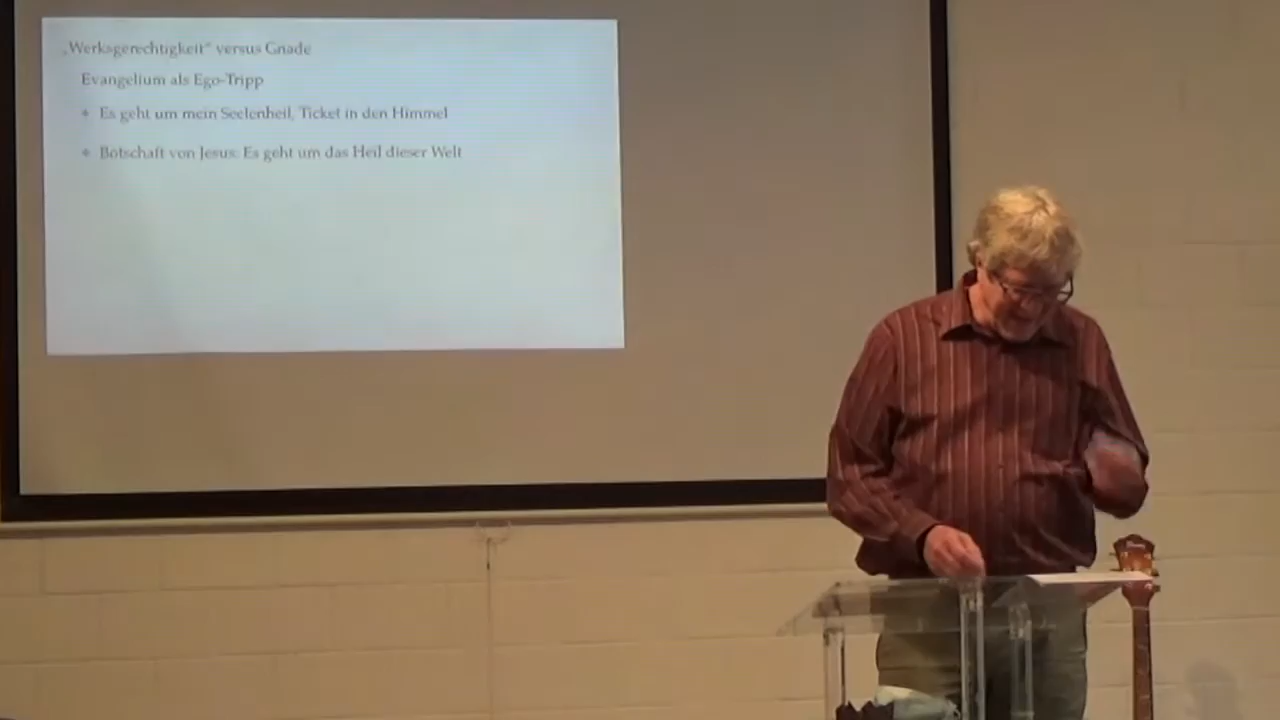 „Werksgerechtigkeit“ versus Gnade
Evangelium als Ego-Tripp
+ Es geht um mein Seelenheil, Ticket in den Himmel
+ Botschaft von Jesus: Es geht um das Heil dieser Welt